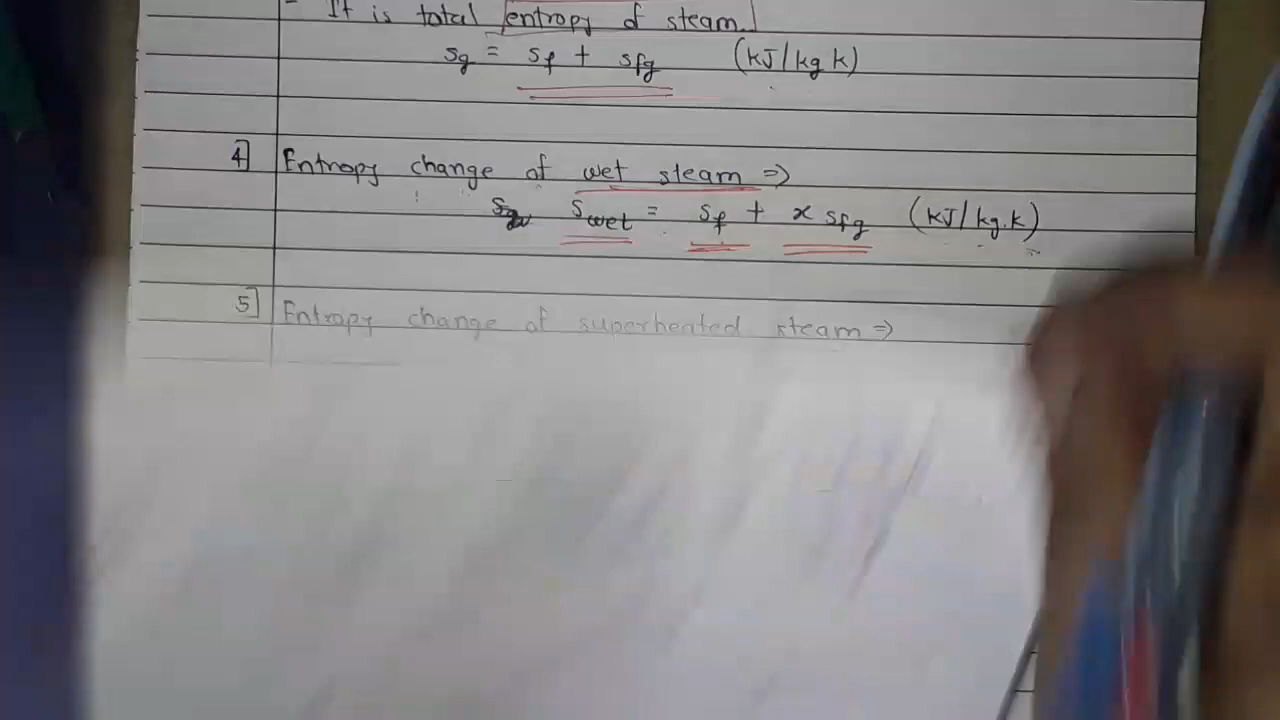 - It is total entropy of steam.
sg = sf + sfg (kJ/kg k)
4] Entropy change of wet steam ⇒
swet = sf + x sfg (kJ/kg.k)
5] Entropy change of superheated steam ⇒